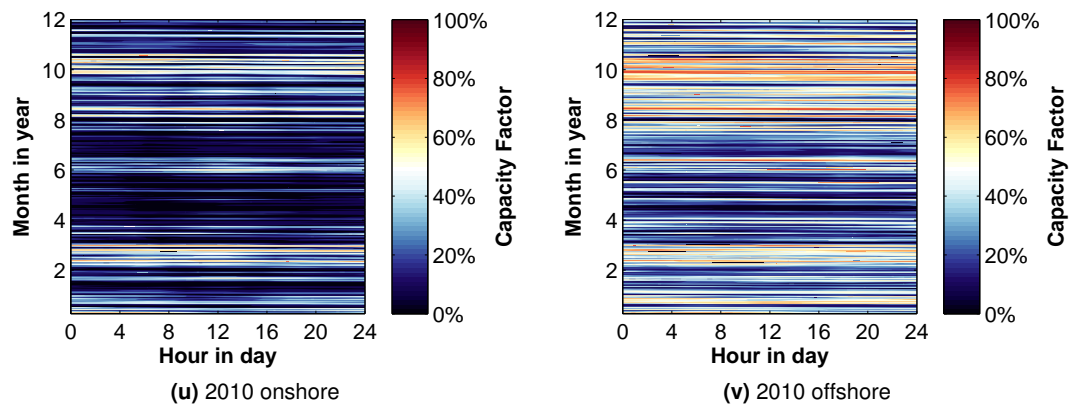 12
10
8
6
4
2
Month in year
0 4 8 12 16 20 24
Hour in day
100%
80%
60%
40%
20%
0%
Capacity Factor
(u) 2010 onshore
12
10
8
6
4
2
Month in year
0 4 8 12 16 20 24
Hour in day
100%
80%
60%
40%
20%
0%
Capacity Factor
(v) 2010 offshore